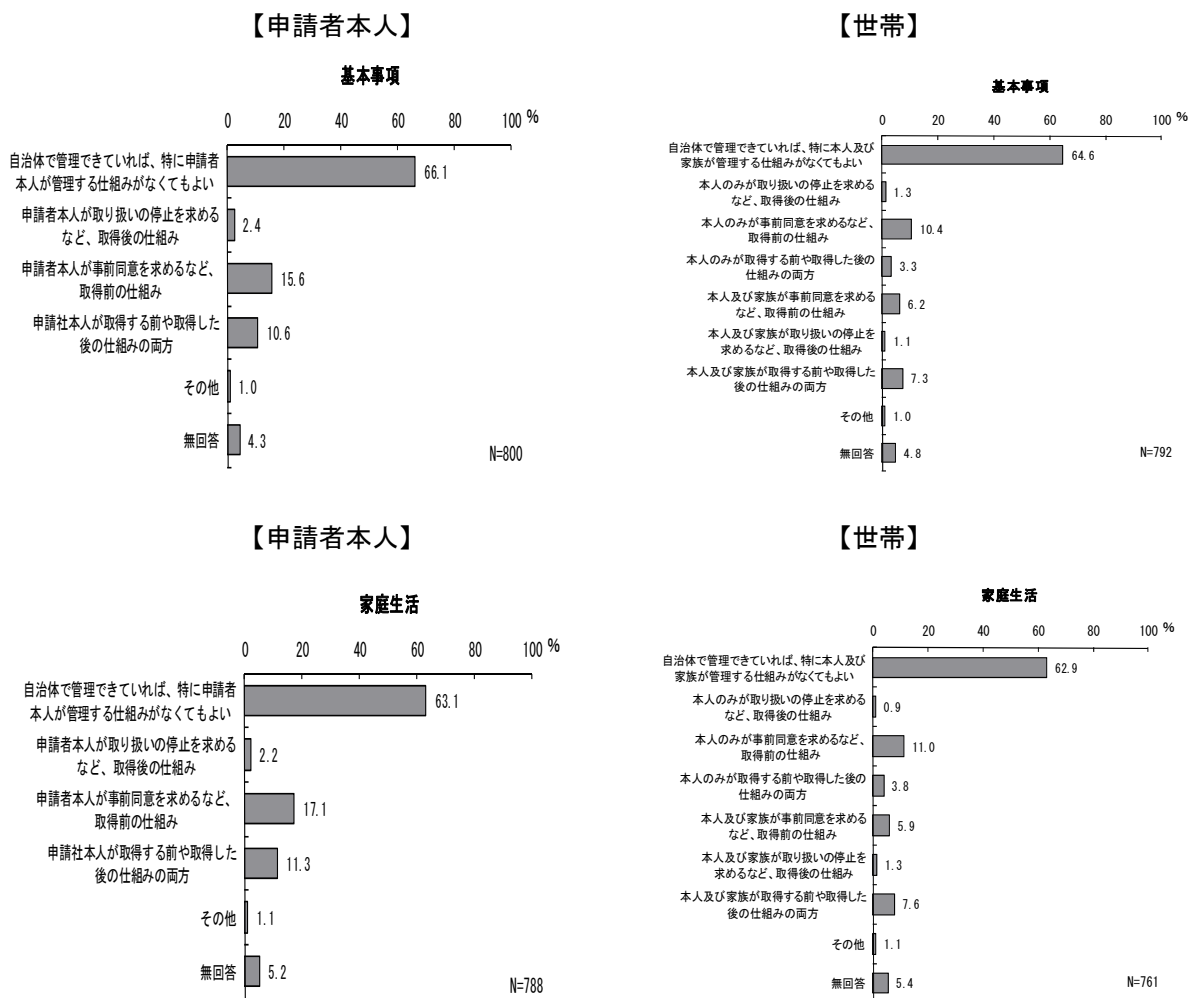 【申請者本人】
基本事項
0 20 40 60 80 100 %
自治体で管理できていれば、特に申請者
本人が管理する仕組みがなくてもよい
66.1
申請者本人が取り扱いの停止を求める
など、取得後の仕組み
2.4
申請者本人が事前同意を求めるなど、
取得前の仕組み
15.6
申請社本人が取得する前や取得した
後の仕組みの両方
10.6
その他
1.0
無回答
4.3
N=800
【世帯】
基本事項
0 20 40 60 80 100 %
自治体で管理できていれば、特に本人及び
家族が管理する仕組みがなくてもよい
64.6
本人のみが取り扱いの停止を求める
など、取得後の仕組み
1.3
本人のみが事前同意を求めるなど、
取得前の仕組み
10.4
本人のみが取得する前や取得した後の
仕組みの両方
3.3
本人及び家族が事前同意を求める
など、取得前の仕組み
6.2
本人及び家族が取り扱いの停止を
求めるなど、取得後の仕組み
1.1
本人及び家族が取得する前や取得した
後の仕組みの両方
7.3
その他
1.0
無回答
4.8
N=792
【申請者本人】
家庭生活
0 20 40 60 80 100 %
自治体で管理できていれば、特に申請者
本人が管理する仕組みがなくてもよい
63.1
申請者本人が取り扱いの停止を求める
など、取得後の仕組み
2.2
申請者本人が事前同意を求めるなど、
取得前の仕組み
17.1
申請社本人が取得する前や取得した
後の仕組みの両方
11.3
その他
1.1
無回答
5.2
N=788
【世帯】
家庭生活
0 20 40 60 80 100 %
自治体で管理できていれば、特に本人及び
家族が管理する仕組みがなくてもよい
62.9
本人のみが取り扱いの停止を求める
など、取得後の仕組み
0.9
本人のみが事前同意を求めるなど、
取得前の仕組み
11.0
本人のみが取得する前や取得した後の
仕組みの両方
3.8
本人及び家族が事前同意を求める
など、取得前の仕組み
5.9
本人及び家族が取り扱いの停止を
求めるなど、取得後の仕組み
1.3
本人及び家族が取得する前や取得した
後の仕組みの両方
7.6
その他
1.1
無回答
5.4
N=761